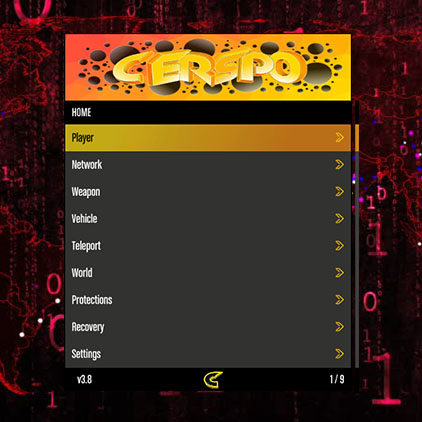 CERSPO
HOME
Player
Network
Weapon
Vehicle
Teleport
World
Protections
Recovery
Settings
v3.8 1 / 9